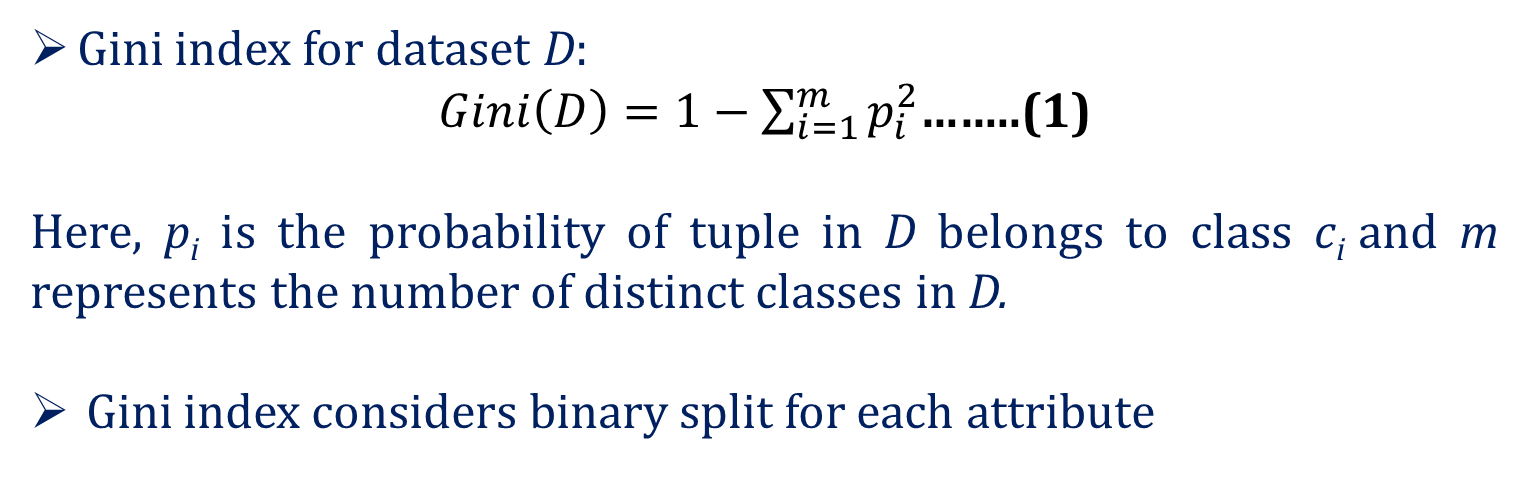 ➢ Gini index for dataset D:
Gini(D) = 1 − ∑ᵢ₌₁ᵐ pᵢ² ........(1)
Here, pᵢ is the probability of tuple in D belongs to class cᵢ and m
represents the number of distinct classes in D.
➢ Gini index considers binary split for each attribute